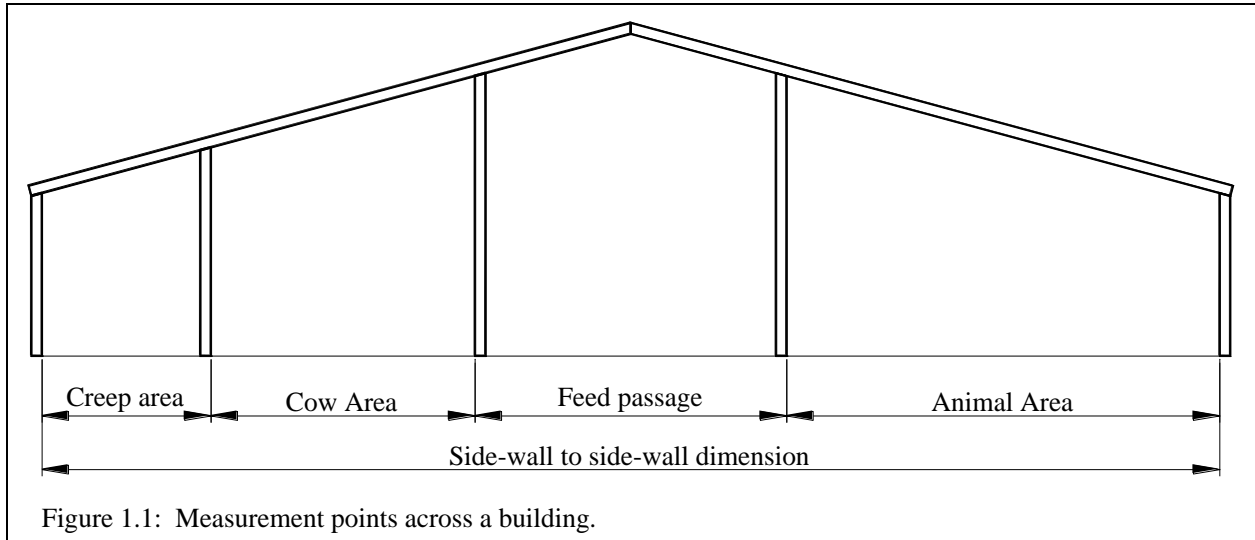 Creep area
Cow Area
Feed passage
Animal Area
Side-wall to side-wall dimension
Figure 1.1: Measurement points across a building.